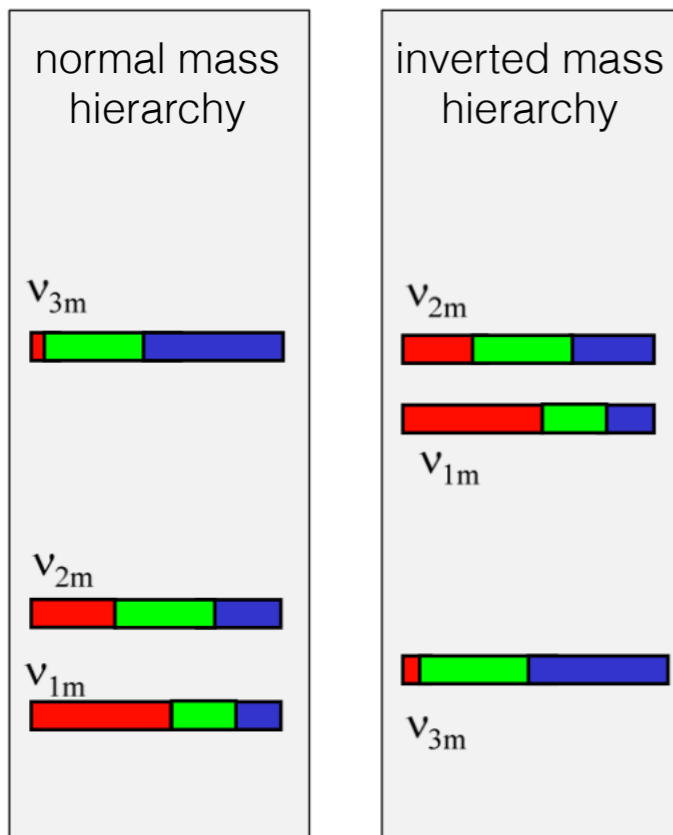 normal mass
hierarchy
ν3m
ν2m
ν1m
inverted mass
hierarchy
ν2m
ν1m
ν3m